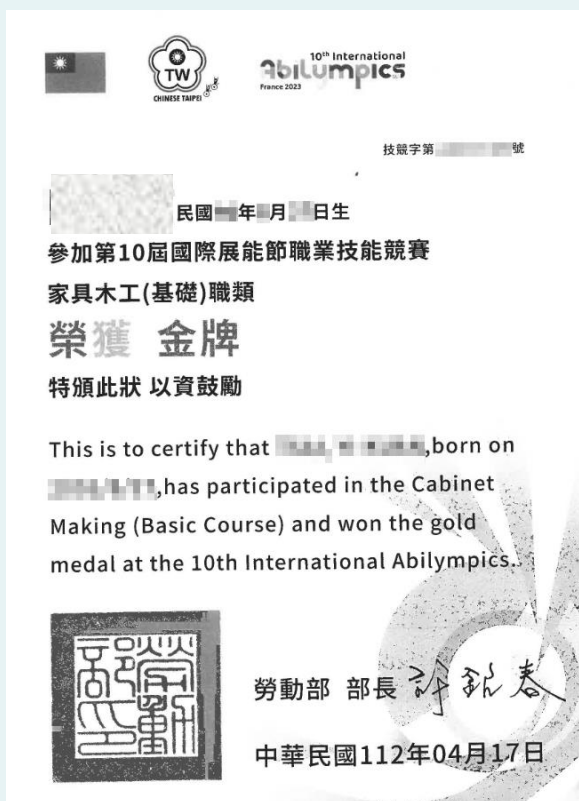 TW
CHINESE TAIPEI
10th International
Abilympics
France 2023
技競字第 號
民國 年 月 日生
參加第10屆國際展能節職業技能競賽
家具木工(基礎)職類
榮獲 金牌
特頒此狀 以資鼓勵
This is to certify that ,born on
,has participated in the Cabinet
Making (Basic Course) and won the gold
medal at the 10th International Abilympics.
勞動部印
勞動部 部長 許銘春
中華民國112年04月17日